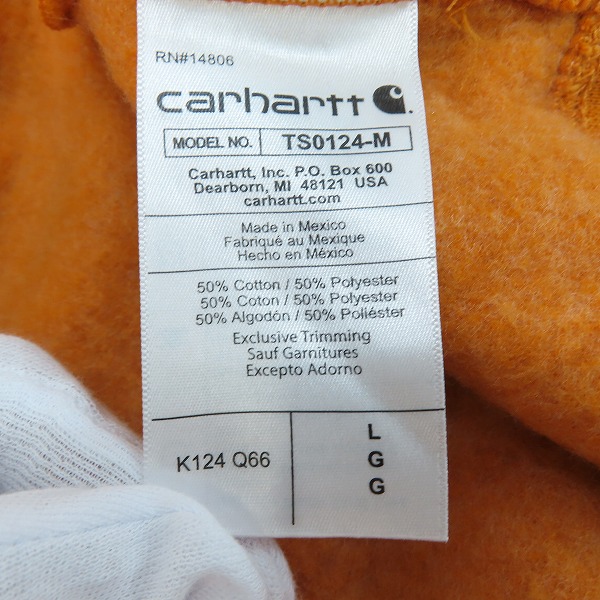 RN#14806
carhartt
MODEL NO. TS0124-M
Carhartt, Inc. P.O. Box 600
Dearborn, MI 48121 USA
carhartt.com
Made in Mexico
Fabriqué au Mexique
Hecho en México
50% Cotton / 50% Polyester
50% Coton / 50% Polyester
50% Algodón / 50% Poliéster
Exclusive Trimming
Sauf Garnitures
Excepto Adorno
K124 Q66
L
G
G